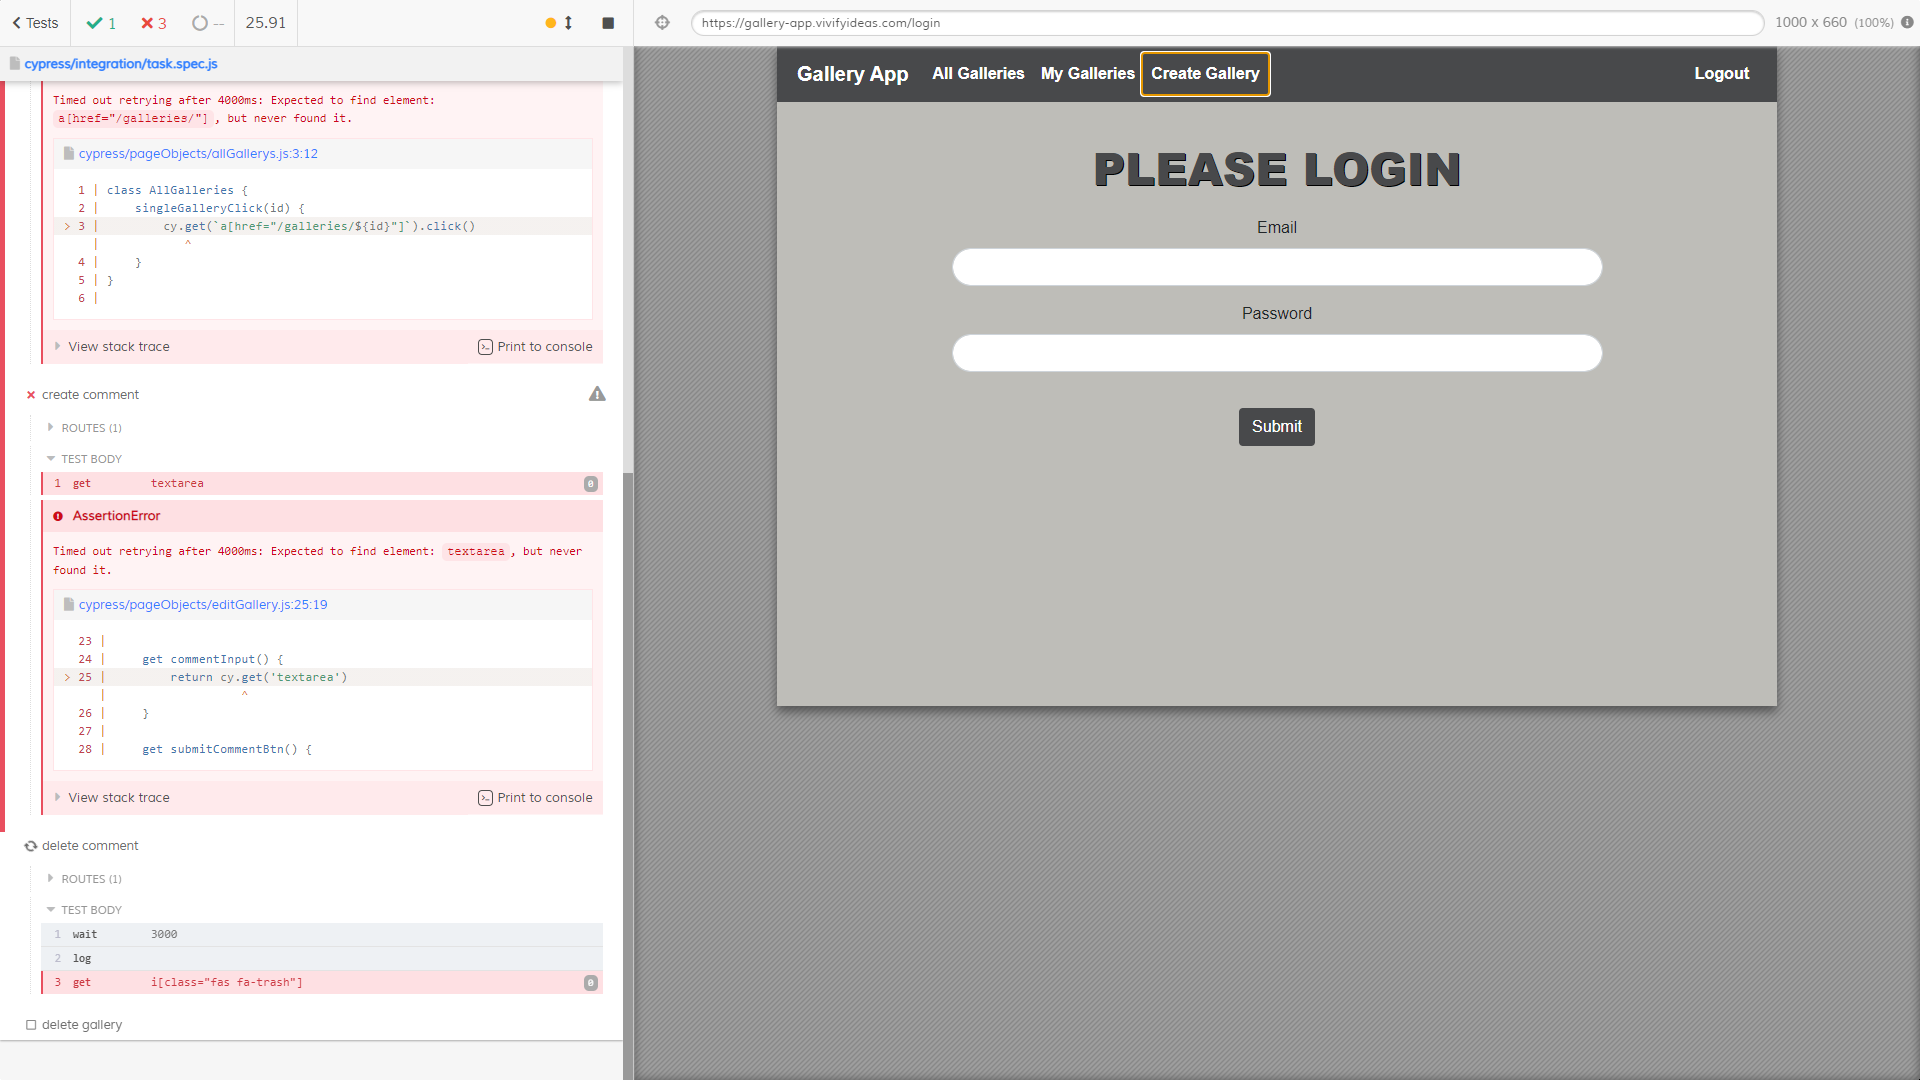 Tests
1
3
--
25.91
cypress/integration/task.spec.js
Timed out retrying after 4000ms: Expected to find element:
a[href="/galleries/"] , but never found it.
cypress/pageObjects/allGallerys.js:3:12
1 | class AllGalleries {
2 |     singleGalleryClick(id) {
> 3 |         cy.get(`a[href="/galleries/${id}"]`).click()
|            ^
4 |     }
5 | }
6 |
View stack trace
Print to console
create comment
ROUTES (1)
TEST BODY
1 get textarea 0
AssertionError
Timed out retrying after 4000ms: Expected to find element: textarea , but never
found it.
cypress/pageObjects/editGallery.js:25:19
23 |
24 |     get commentInput() {
> 25 |         return cy.get('textarea')
|                   ^
26 |     }
27 |
28 |     get submitCommentBtn() {
View stack trace
Print to console
delete comment
ROUTES (1)
TEST BODY
1 wait 3000
2 log
3 get i[class="fas fa-trash"] 0
delete gallery
https://gallery-app.vivifyideas.com/login
1000 x 660 (100%)
Gallery App
All Galleries
My Galleries
Create Gallery
Logout
PLEASE LOGIN
Email
Password
Submit